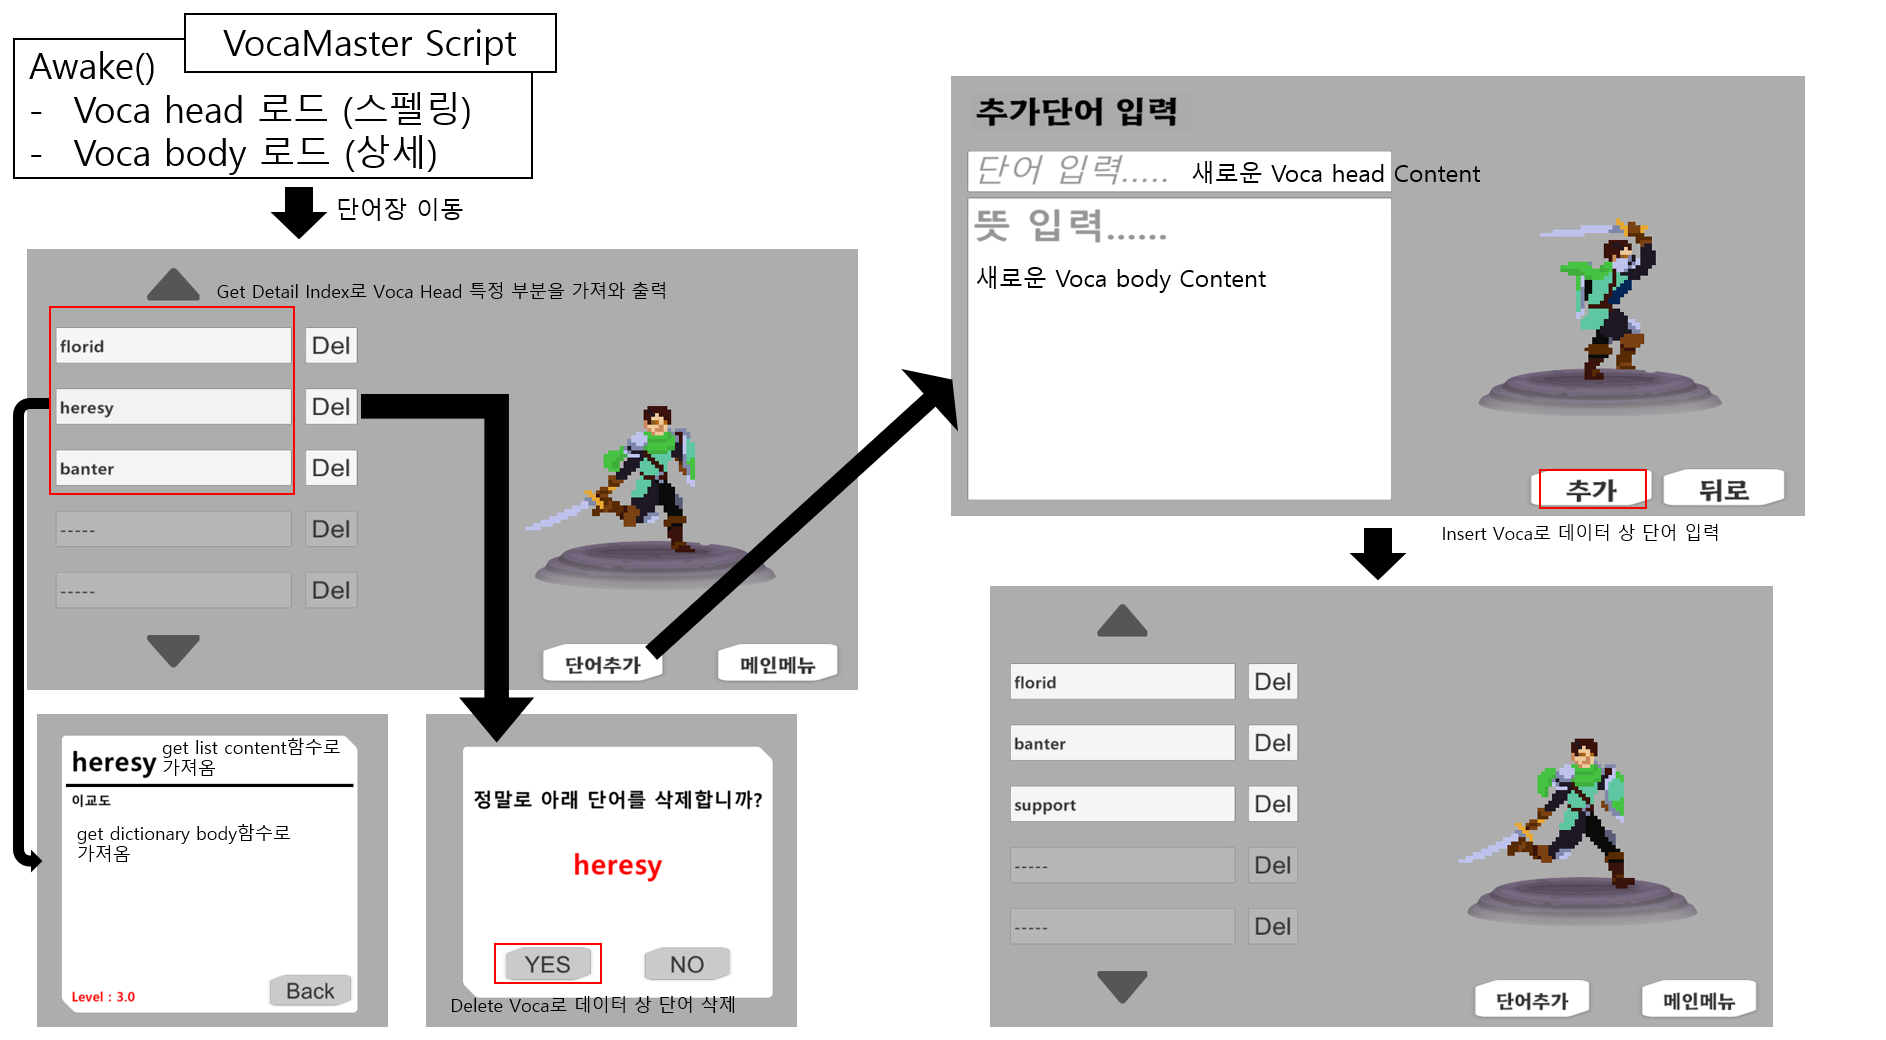 VocaMaster Script
Awake()
- Voca head 로드 (스펠링)
- Voca body 로드 (상세)
단어장 이동
Get Detail Index로 Voca Head 특정 부분을 가져와 출력
florid Del
heresy Del
banter Del
----- Del
----- Del
단어추가 메인메뉴
heresy get list content함수로
가져옴
이교도
get dictionary body함수로
가져옴
Level : 3.0
Back
정말로 아래 단어를 삭제합니까?
heresy
YES NO
Delete Voca로 데이터 상 단어 삭제
추가단어 입력
단어 입력..... 새로운 Voca head Content
뜻 입력......
새로운 Voca body Content
추가 뒤로
Insert Voca로 데이터 상 단어 입력
florid Del
banter Del
support Del
----- Del
----- Del
단어추가 메인메뉴